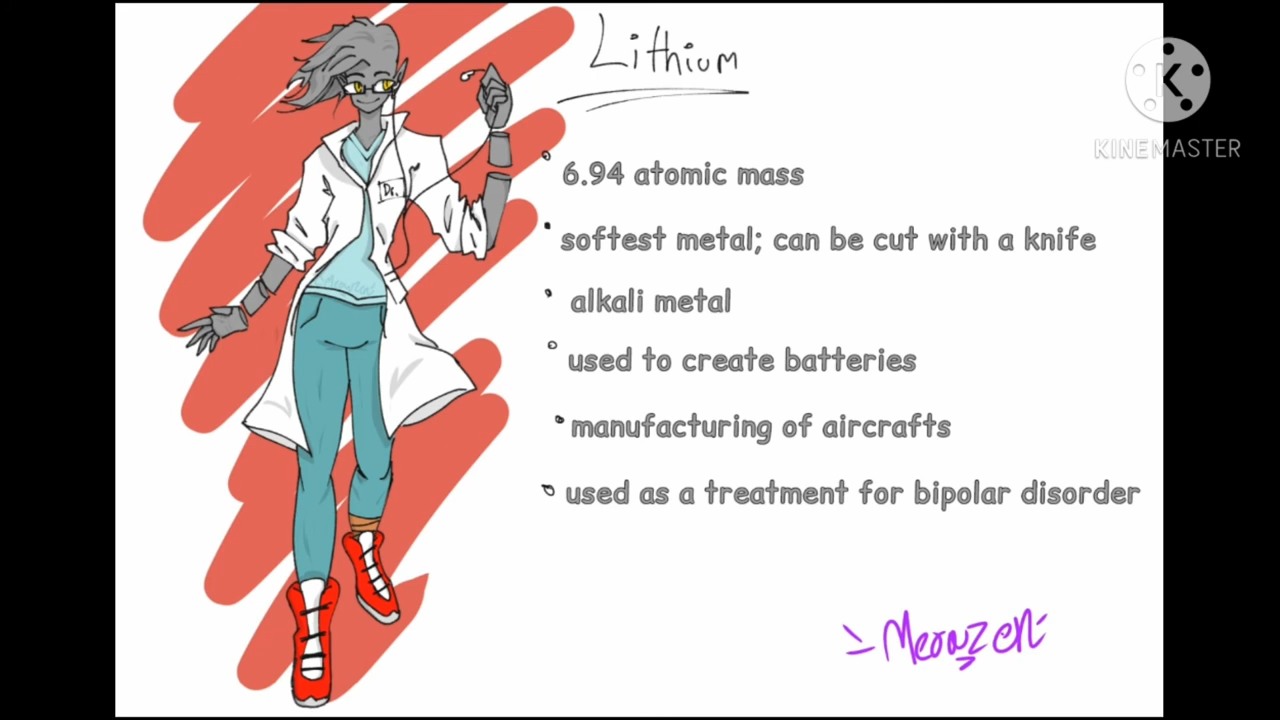 Lithium
KINEMASTER
6.94 atomic mass
softest metal; can be cut with a knife
Dr.
alkali metal
used to create batteries
manufacturing of aircrafts
used as a treatment for bipolar disorder
Meowzen